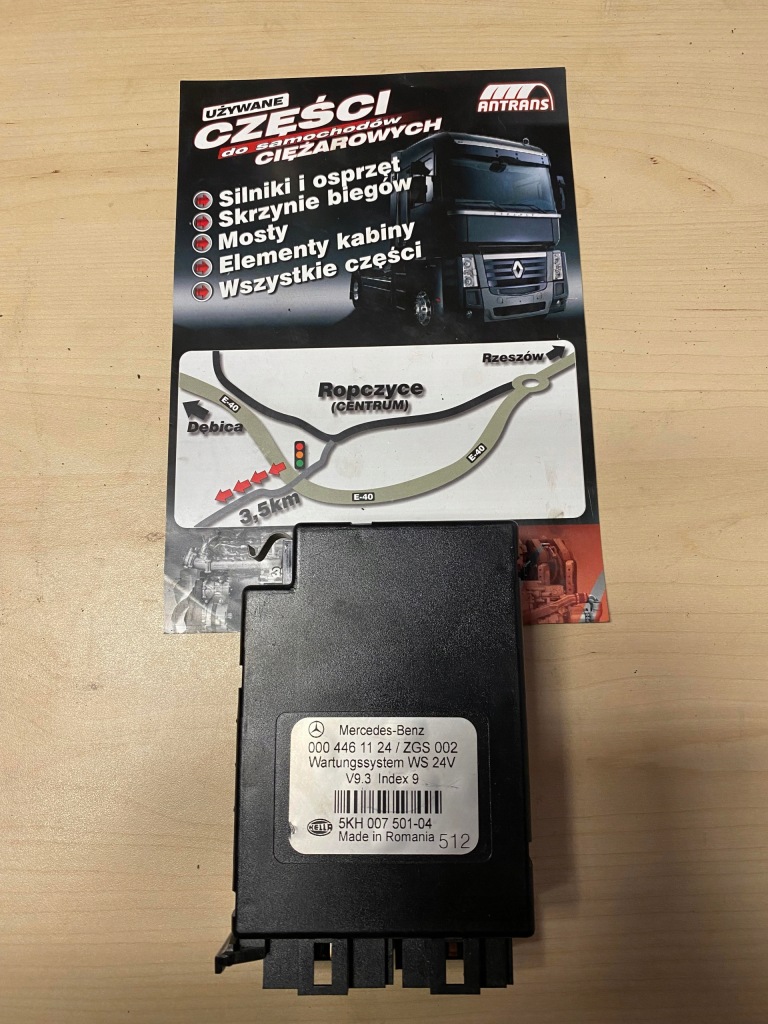 UŻYWANE
CZĘŚCI
do samochodów
CIĘŻAROWYCH
ANTRANS
Silniki i osprzęt
Skrzynie biegów
Mosty
Elementy kabiny
Wszystkie części
Rzeszów
Ropczyce
(CENTRUM)
E-40
Dębica
E-40
3,5km
E-40
Mercedes-Benz
000 446 11 24 / ZGS 002
Wartungssystem WS 24V
V9.3 Index 9
HELLA
5KH 007 501-04
Made in Romania 512